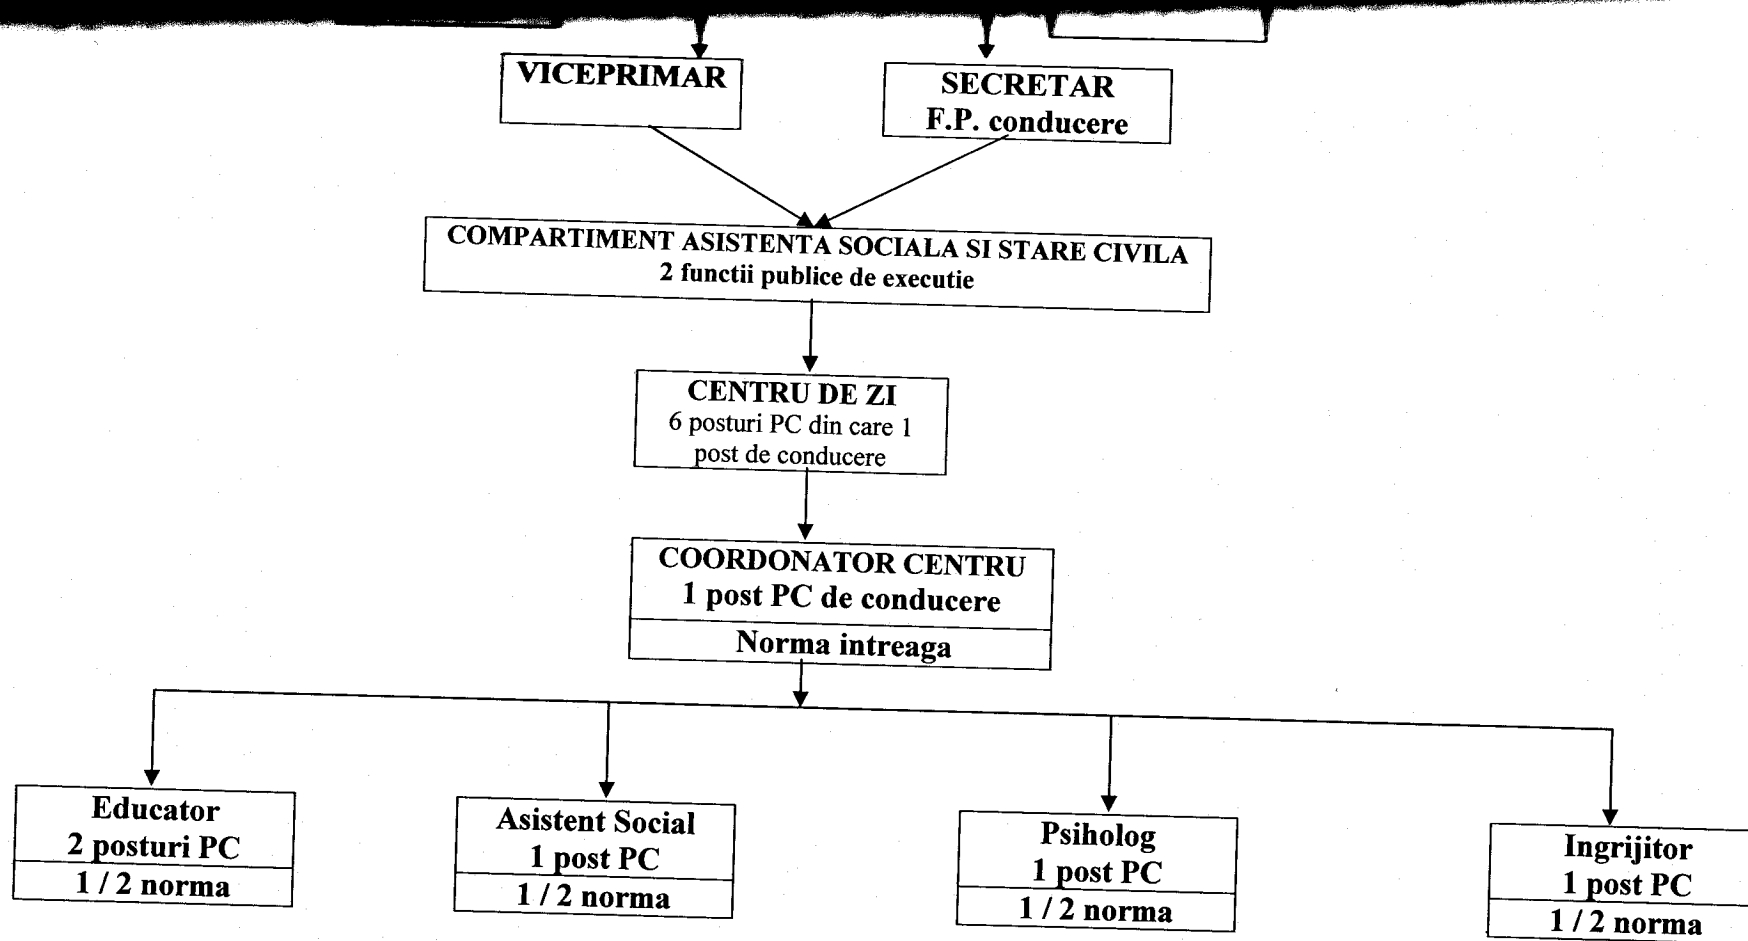 VICEPRIMAR
SECRETAR
F.P. conducere
COMPARTIMENT ASISTENTA SOCIALA SI STARE CIVILA
2 functii publice de executie
CENTRU DE ZI
6 posturi PC din care 1
post de conducere
COORDONATOR CENTRU
1 post PC de conducere
Norma intreaga
Educator
2 posturi PC
1 / 2 norma
Asistent Social
1 post PC
1 / 2 norma
Psiholog
1 post PC
1 / 2 norma
Ingrijitor
1 post PC
1 / 2 norma